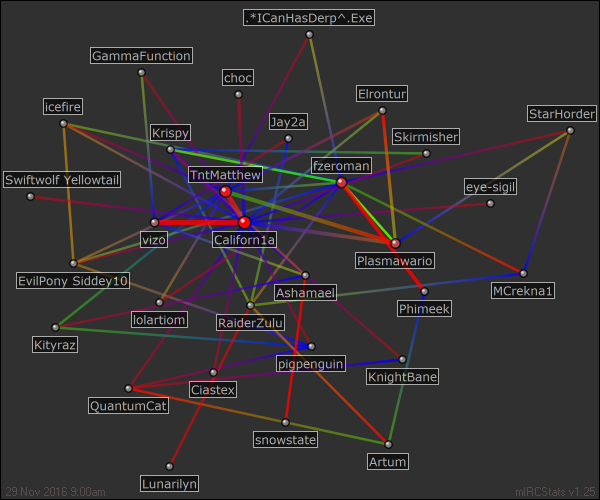 .*ICanHasDerp^.Exe
GammaFunction
choc
Elrontur
icefire
StarHorder
Jay2a
Krispy
Skirmisher
fzeroman
TntMatthew
Swiftwolf Yellowtail
eye-sigil
vizo
Californ1a
Plasmawario
EvilPony Siddey10
Ashamael
MCrekna1
Phimeek
lolartiom
RaiderZulu
Kityraz
pigpenguin
KnightBane
Ciastex
QuantumCat
snowstate
Artum
Lunarilyn
29 Nov 2016 9:00am
mIRCStats v1.25